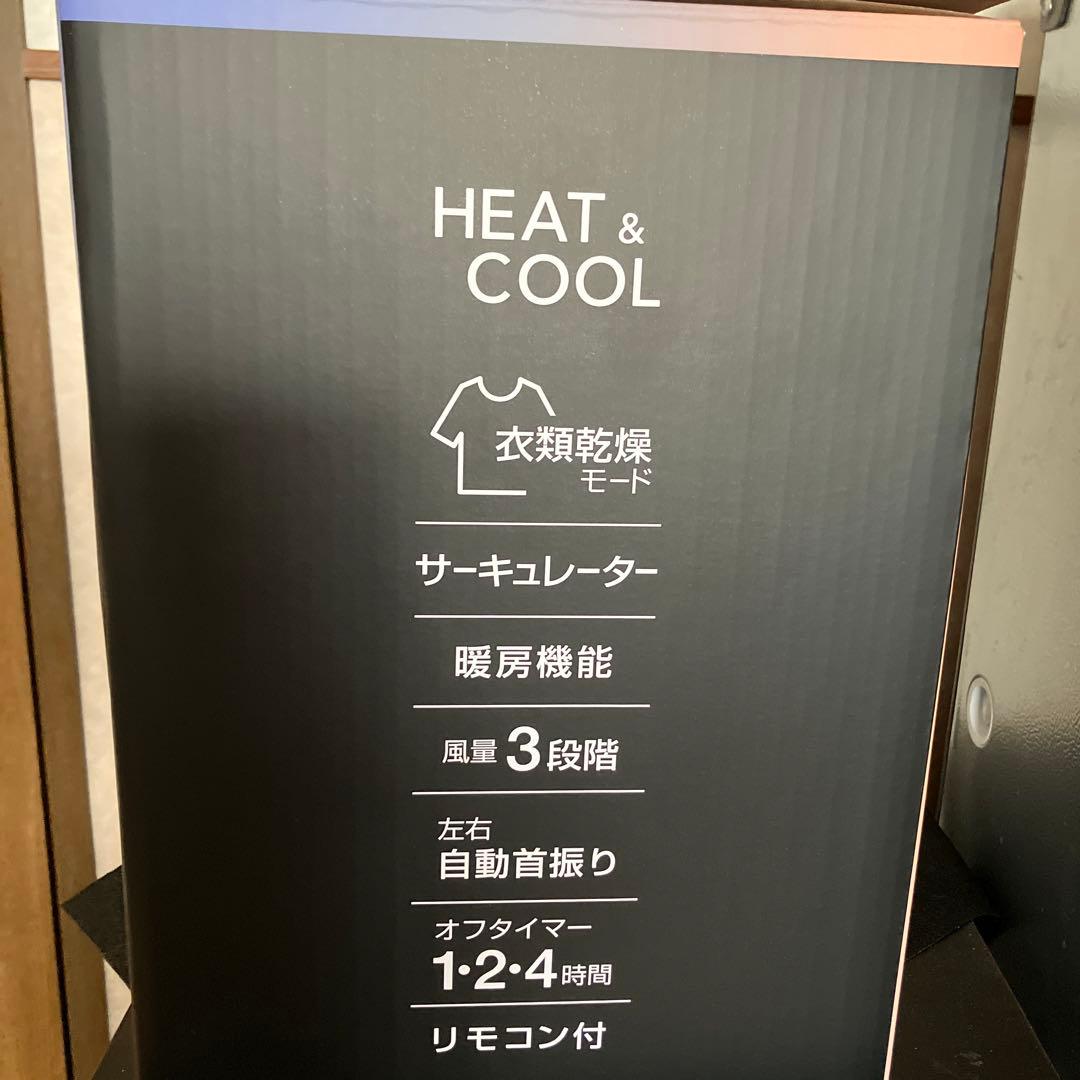 HEAT &
COOL
衣類乾燥
モード
サーキュレーター
暖房機能
風量3段階
左右
自動首振り
オフタイマー
1・2・4時間
リモコン付